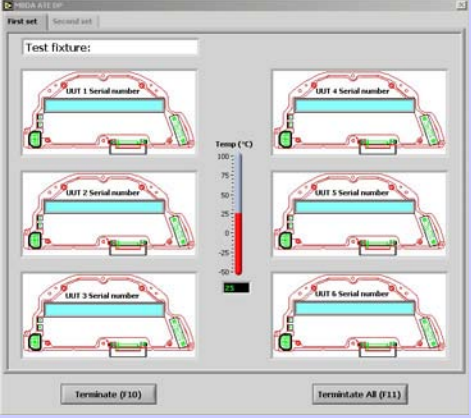 MBDA ATE OP
First set Second set
Test fixture:
UUT 1 Serial number
UUT 4 Serial number
Temp (°C)
100
75
50
25
0
-25
-50
25
UUT 2 Serial number
UUT 5 Serial number
UUT 3 Serial number
UUT 6 Serial number
Terminate (F10)
Termintate All (F11)